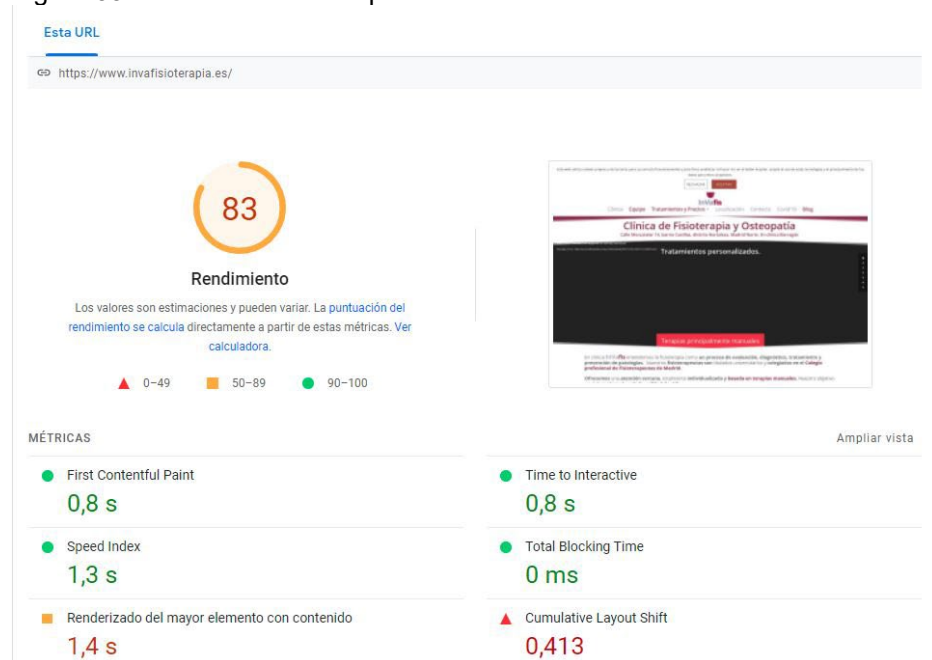 Esta URL
https://www.invafisioterapia.es/
83
Rendimiento
Los valores son estimaciones y pueden variar. La puntuación del
rendimiento se calcula directamente a partir de estas métricas. Ver
calculadora.
0–49
50–89
90–100
Clínica de Fisioterapia y Osteopatía
Tratamientos personalizados.
Terapias principalmente manuales
MÉTRICAS
Ampliar vista
First Contentful Paint
0,8 s
Time to Interactive
0,8 s
Speed Index
1,3 s
Total Blocking Time
0 ms
Renderizado del mayor elemento con contenido
1,4 s
Cumulative Layout Shift
0,413